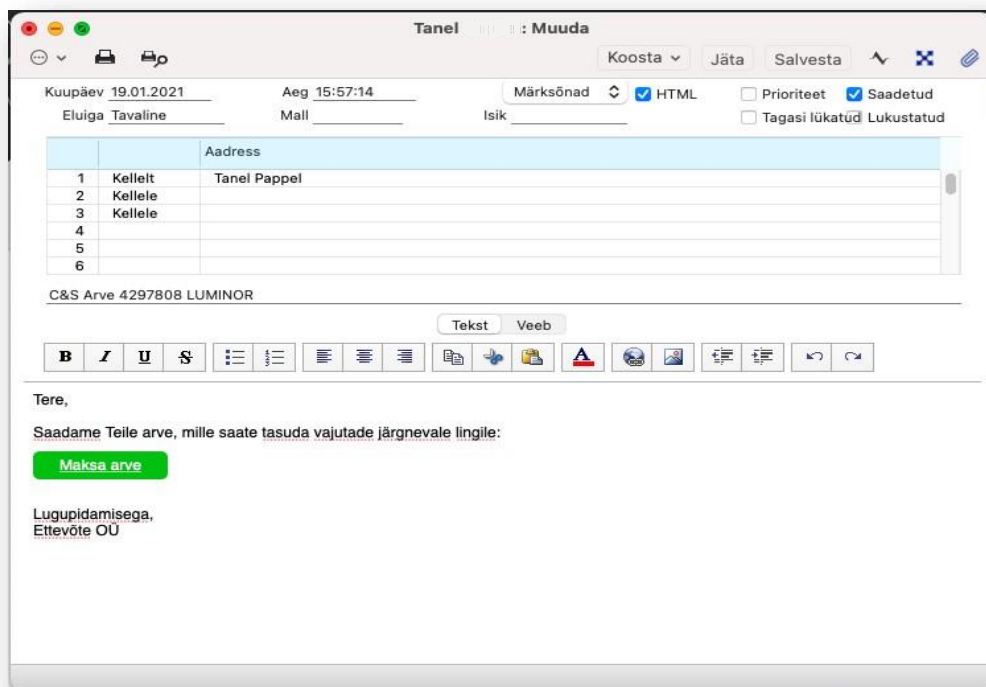 Tanel : Muuda
Koosta Jäta Salvesta
Kuupäev 19.01.2021 Aeg 15:57:14 Märksõnad HTML Prioriteet Saadetud
Eluiga Tavaline Mall Isik Tagasi lükatud Lukustatud
Aadress
1 Kellelt Tanel Pappel
2 Kellele
3 Kellele
4
5
6
C&S Arve 4297808 LUMINOR
Tekst Veeb
B I U S A
Tere,
Saadame Teile arve, mille saate tasuda vajutade järgnevale lingile:
Maksa arve
Lugupidamisega,
Ettevõte OÜ